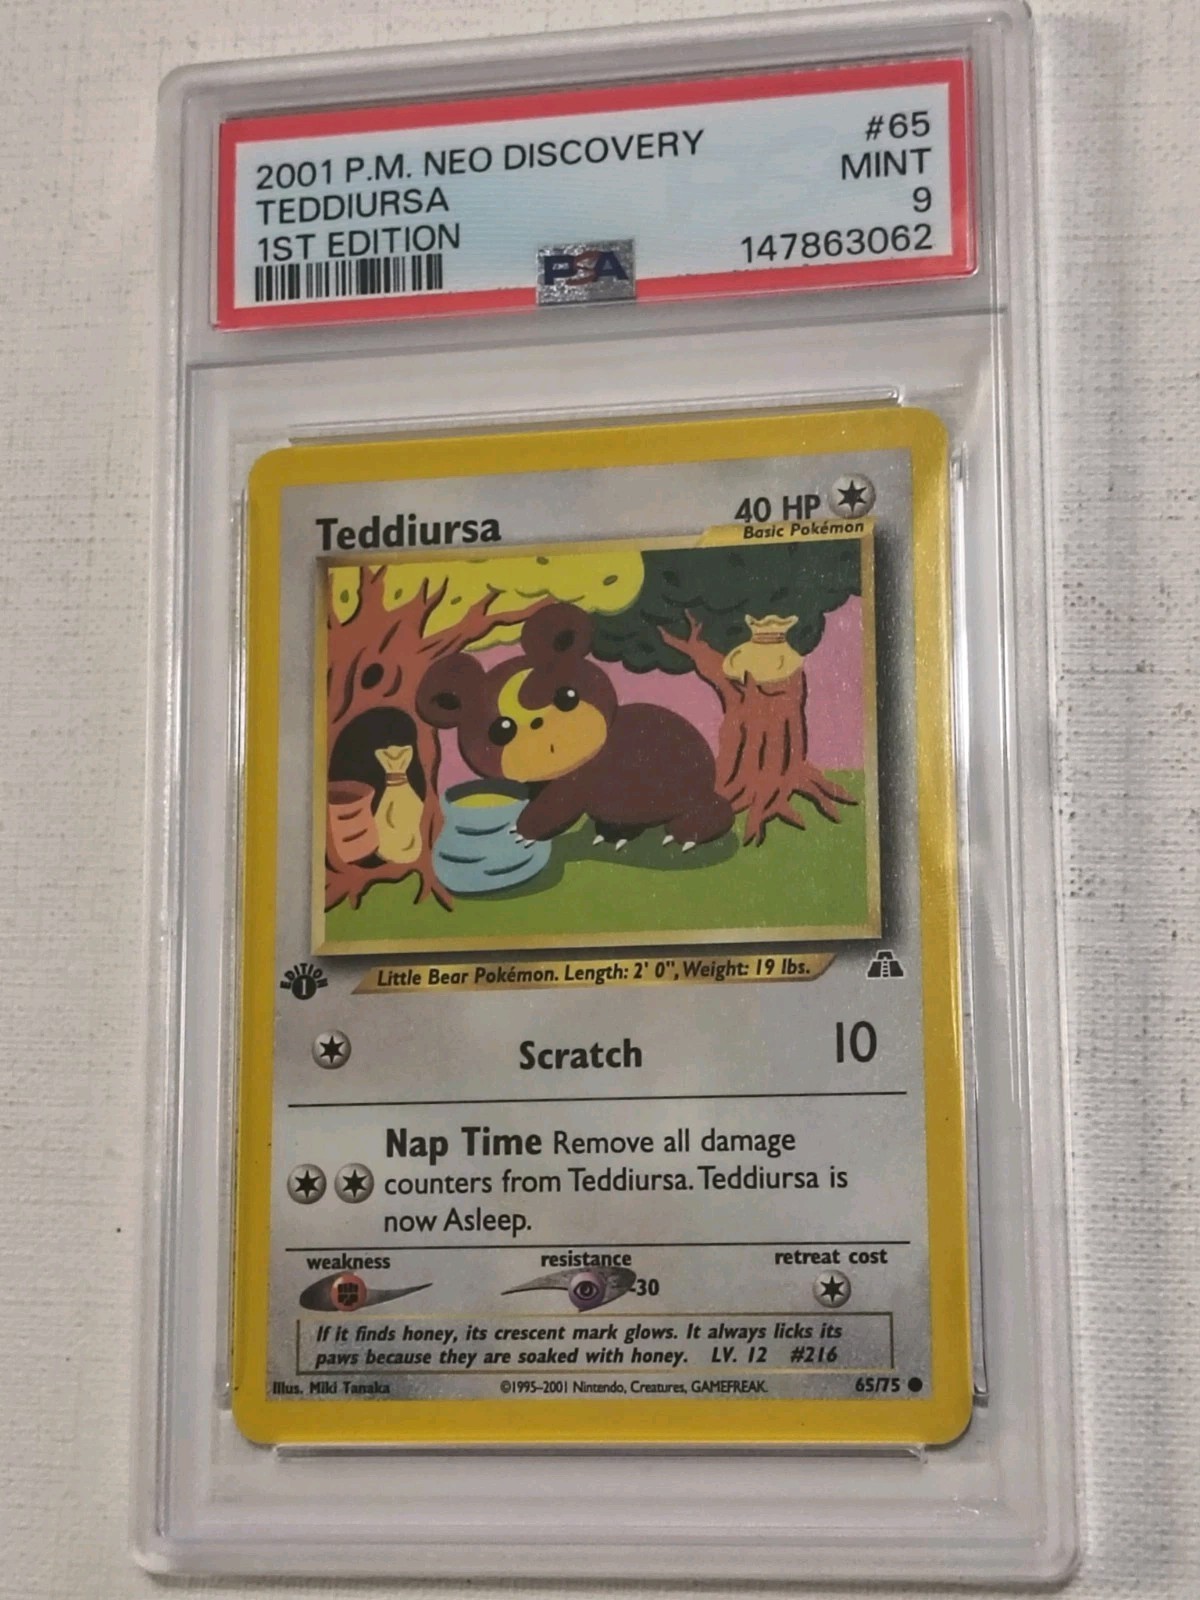 2001 P.M. NEO DISCOVERY #65
TEDDIURSA MINT
1ST EDITION 9
PSA 147863062
Teddiursa 40 HP
Basic Pokémon
EDITION
1
Little Bear Pokémon. Length: 2' 0", Weight: 19 lbs.
Scratch 10
Nap Time Remove all damage
counters from Teddiursa. Teddiursa is
now Asleep.
weakness resistance retreat cost
-30
If it finds honey, its crescent mark glows. It always licks its
paws because they are soaked with honey. LV. 12 #216
Illus. Miki Tanaka ©1995-2001 Nintendo, Creatures, GAMEFREAK. 65/75 ●